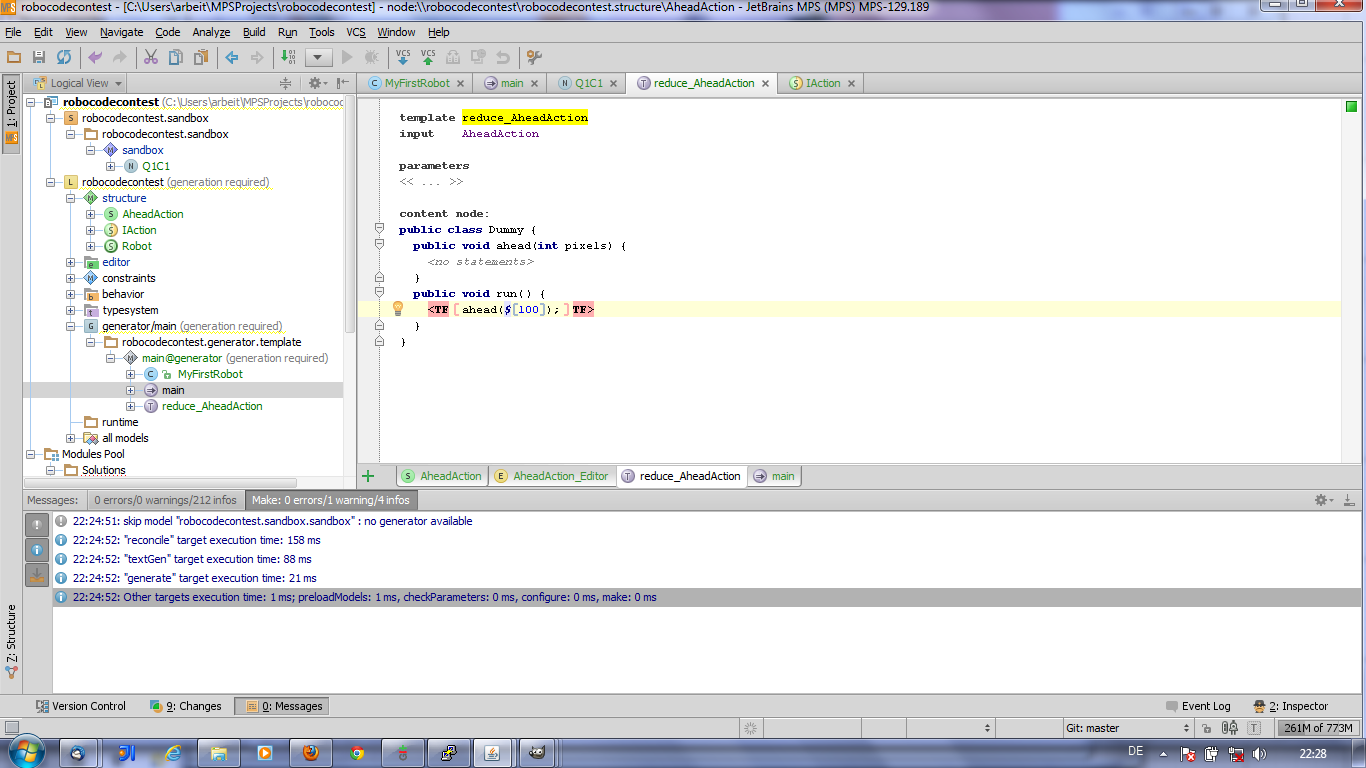 robocodecontest - [C:\Users\arbeit\MPSProjects\robocodecontest] - node:\\robocodecontest\robocodecontest.structure\AheadAction - JetBrains MPS (MPS) MPS-129.189
File Edit View Navigate Code Analyze Build Run Tools VCS Window Help
VCS VCS
Logical View
MyFirstRobot main Q1C1 reduce_AheadAction IAction
1: Project
robocodecontest (C:\Users\arbeit\MPSProjects\robococ
robocodecontest.sandbox
robocodecontest.sandbox
sandbox
Q1C1
robocodecontest (generation required)
structure
AheadAction
IAction
Robot
editor
constraints
behavior
typesystem
generator/main (generation required)
robocodecontest.generator.template
main@generator (generation required)
MyFirstRobot
main
reduce_AheadAction
runtime
all models
Modules Pool
Solutions
template reduce_AheadAction
input AheadAction
parameters
<< ... >>
content node:
public class Dummy {
public void ahead(int pixels) {
<no statements>
}
public void run() {
<TF [ ahead($[100]); ] TF>
}
}
AheadAction AheadAction_Editor reduce_AheadAction main
Messages: 0 errors/0 warnings/212 infos Make: 0 errors/1 warning/4 infos
22:24:51: skip model "robocodecontest.sandbox.sandbox" : no generator available
22:24:52: "reconcile" target execution time: 158 ms
22:24:52: "textGen" target execution time: 88 ms
22:24:52: "generate" target execution time: 21 ms
22:24:52: Other targets execution time: 1 ms; preloadModels: 1 ms, checkParameters: 0 ms, configure: 0 ms, make: 0 ms
Z: Structure
Version Control 9: Changes 0: Messages Event Log 2: Inspector
Git: master T 261M of 773M
DE 22:28